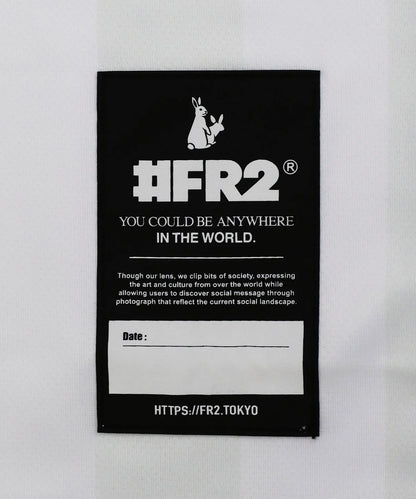 #FR2®
YOU COULD BE ANYWHERE
IN THE WORLD.
Though our lens, we clip bits of society, expressing
the art and culture from over the world while
allowing users to discover social message through
photograph that reflect the current social landscape.
Date :
HTTPS://FR2.TOKYO